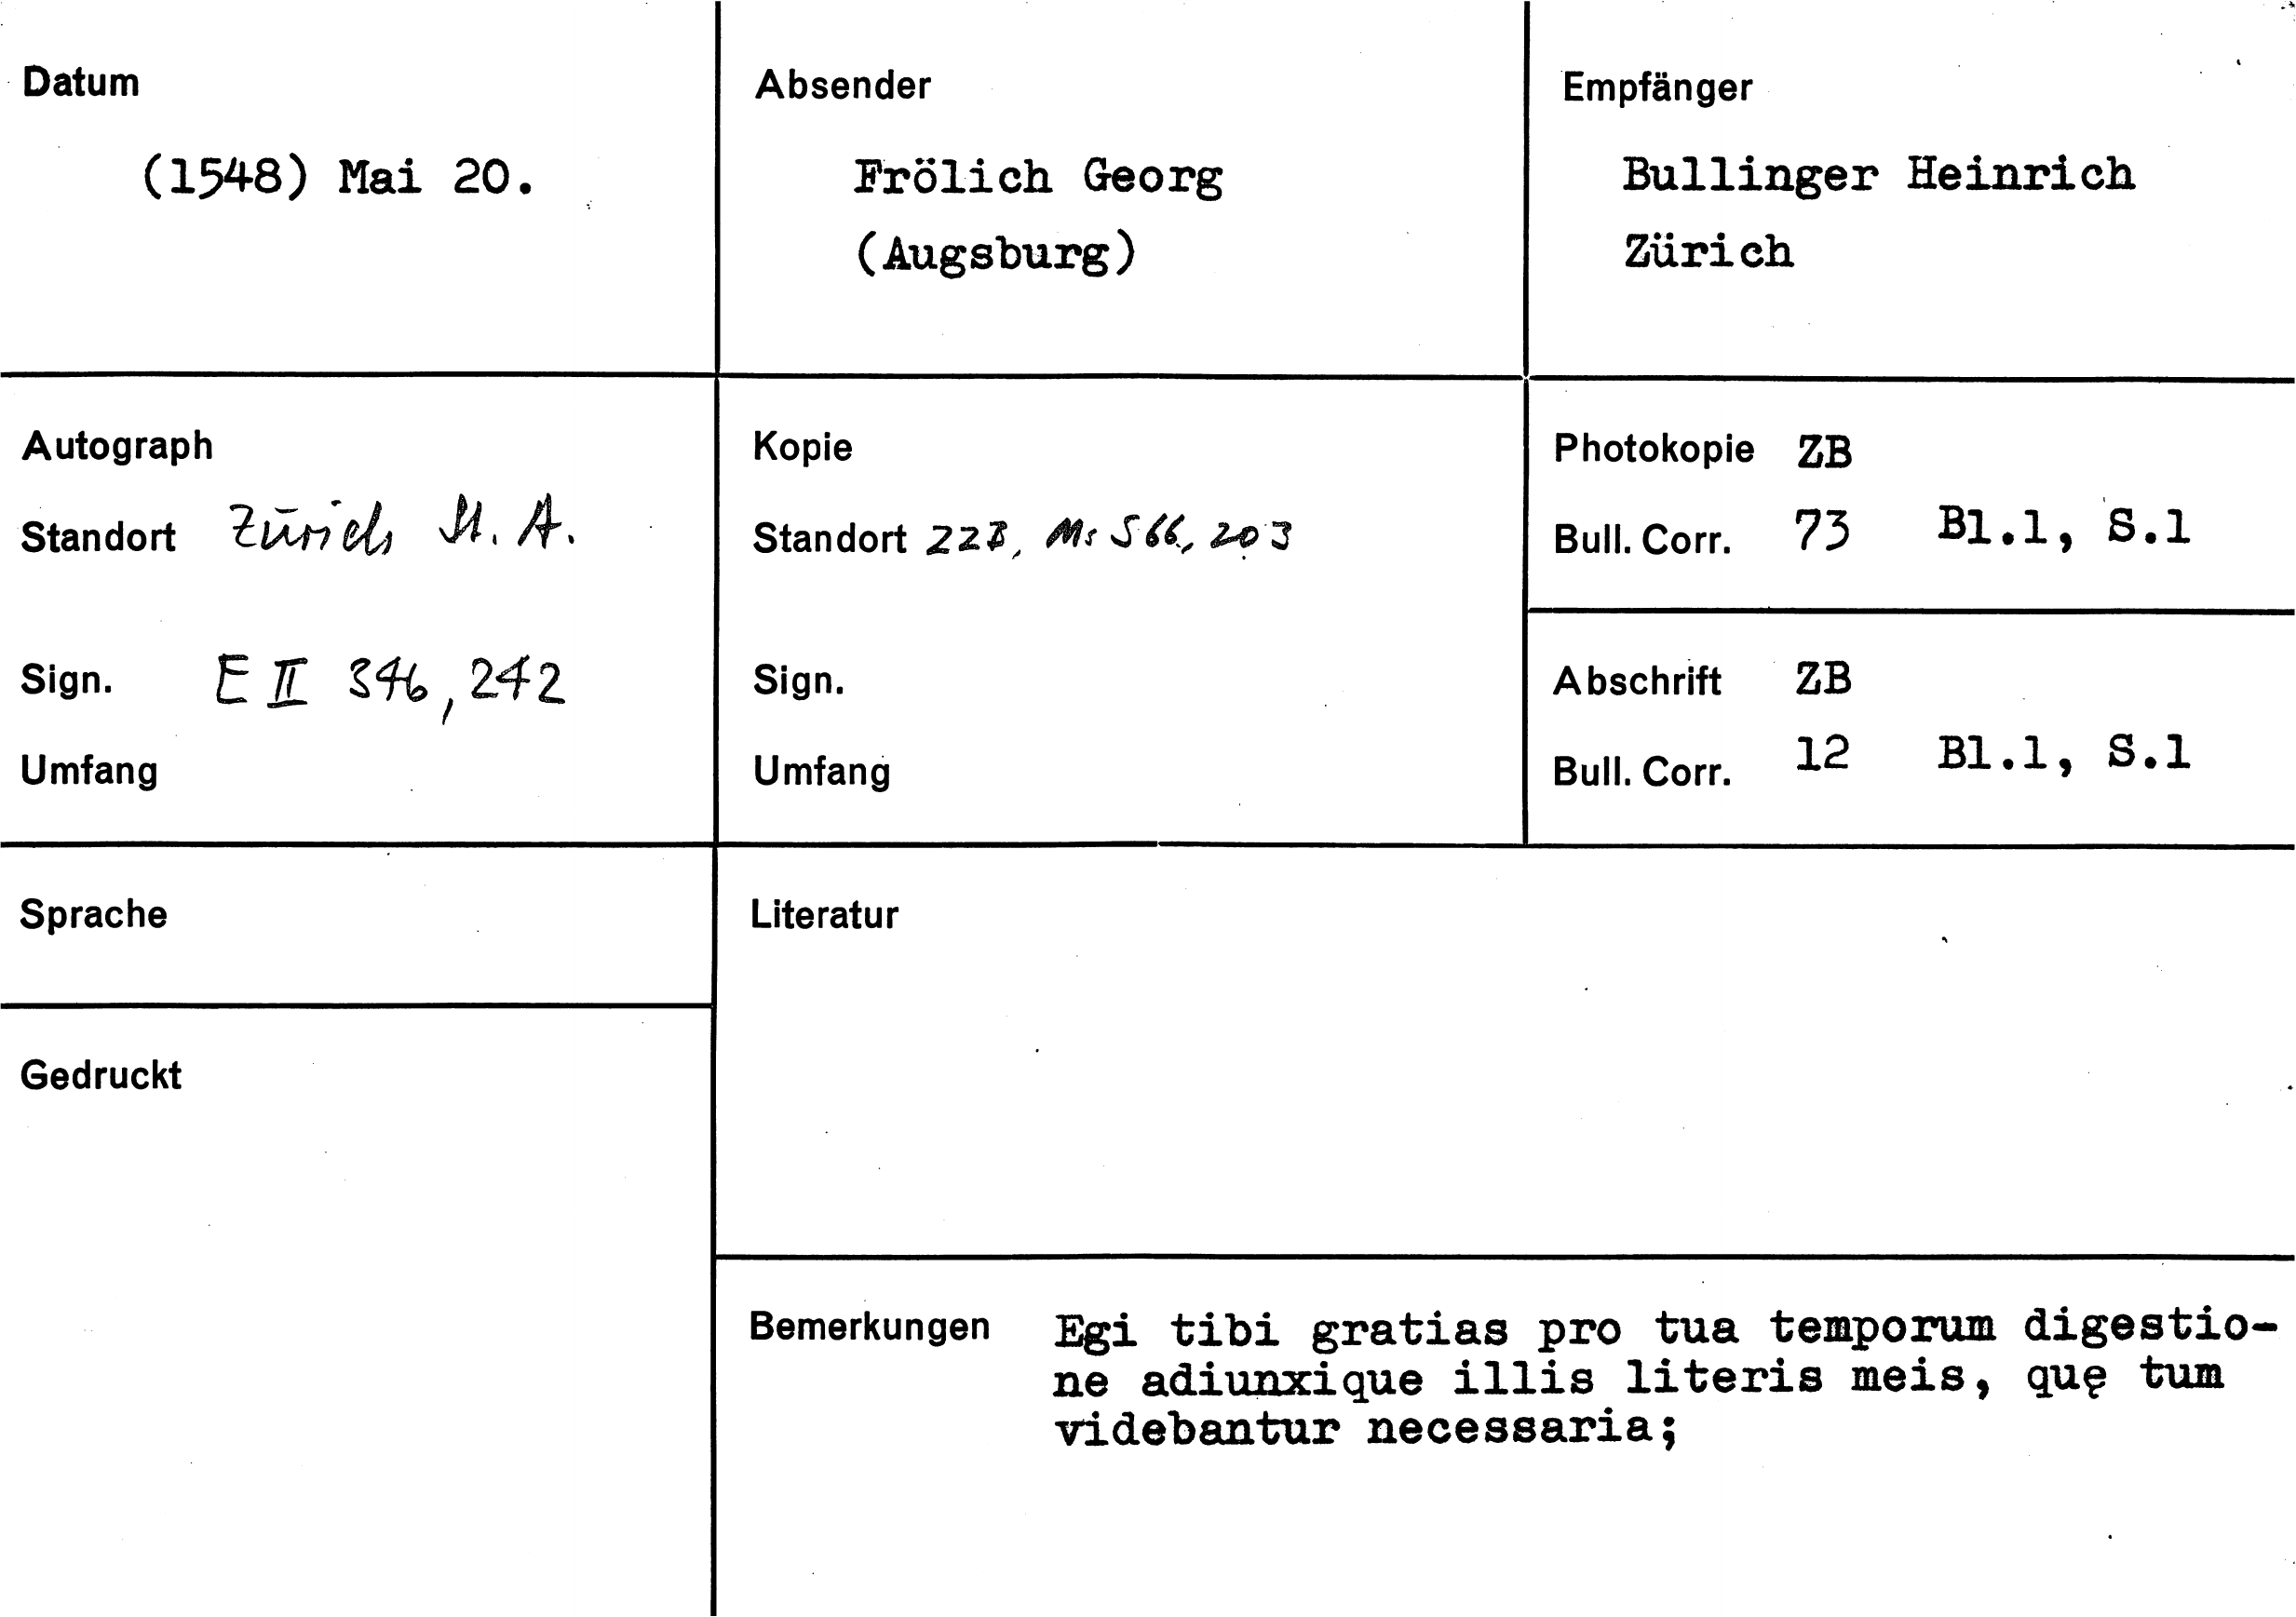 Datum
(1548) Mai 20.
Absender
Frölich Georg
(Augsburg)
Empfänger
Bullinger Heinrich
Zürich
Autograph
Standort Zürich St. A.
Sign. E II 346, 242
Umfang
Kopie
Standort ZZB, Ms S 66, 203
Sign.
Umfang
Photokopie ZB
Bull. Corr. 73 Bl.1, S.1
Abschrift ZB
Bull. Corr. 12 Bl.1, S.1
Sprache
Gedruckt
Literatur
Bemerkungen Egi tibi gratias pro tua temporum digestio-
ne adiunxique illis literis meis, quę tum
videbantur necessaria;